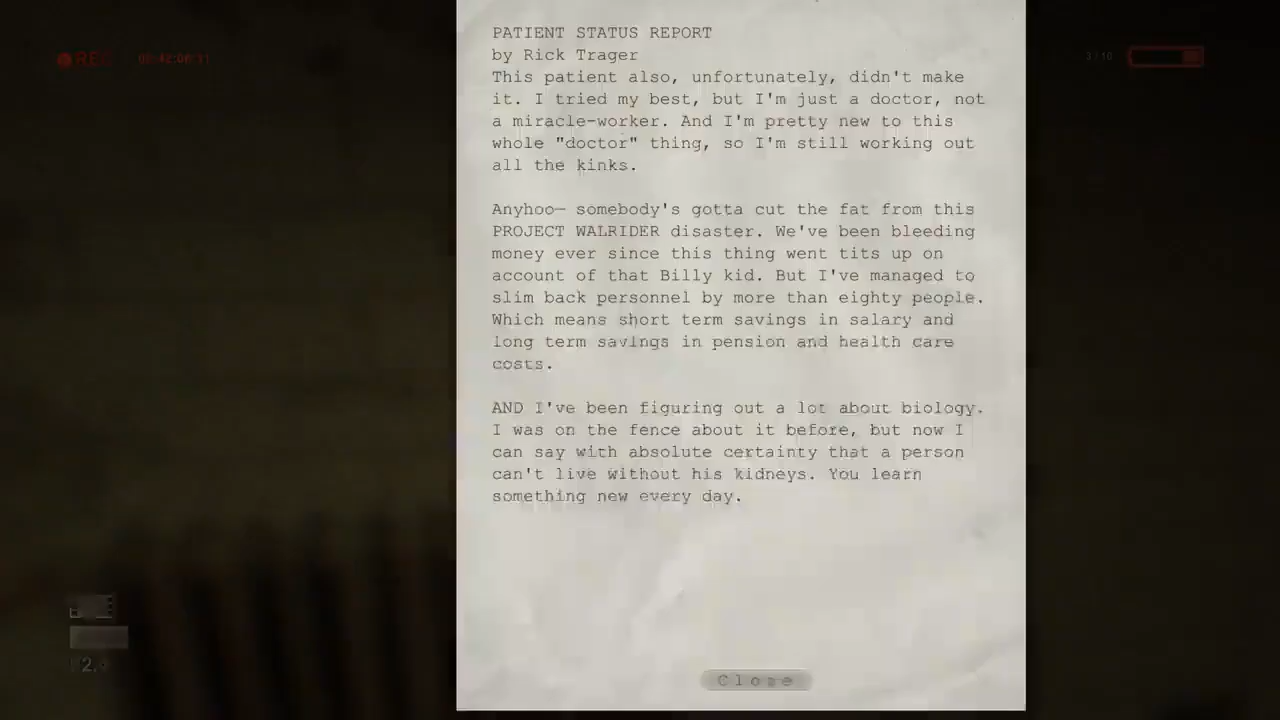 PATIENT STATUS REPORT
by Rick Trager
This patient also, unfortunately, didn't make
it. I tried my best, but I'm just a doctor, not
a miracle-worker. And I'm pretty new to this
whole "doctor" thing, so I'm still working out
all the kinks.
Anyhoo— somebody's gotta cut the fat from this
PROJECT WALRIDER disaster. We've been bleeding
money ever since this thing went tits up on
account of that Billy kid. But I've managed to
slim back personnel by more than eighty people.
Which means short term savings in salary and
long term savings in pension and health care
costs.
AND I've been figuring out a lot about biology.
I was on the fence about it before, but now I
can say with absolute certainty that a person
can't live without his kidneys. You learn
something new every day.
Close
REC